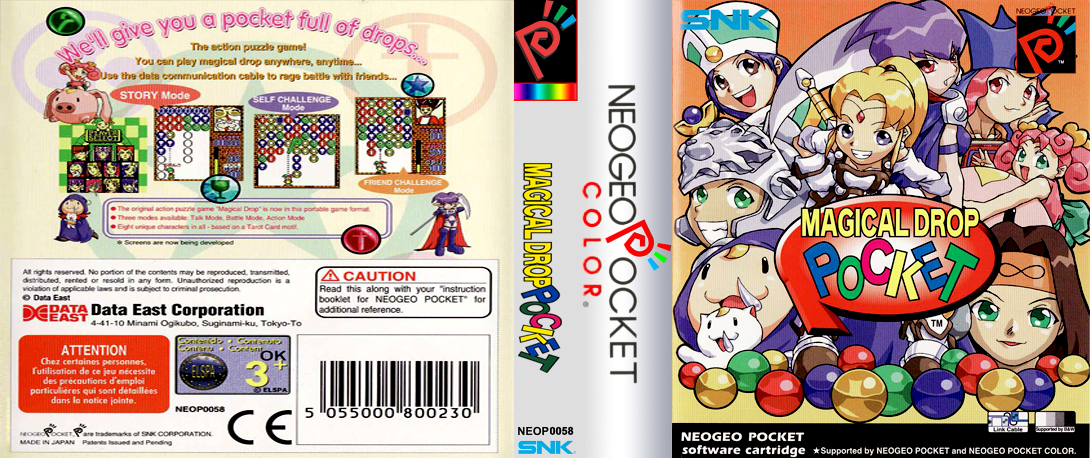 We'll give you a pocket full of drops...
The action puzzle game!
You can play magical drop anywhere, anytime...
Use the data communication cable to rage battle with friends...
STORY Mode
SELF CHALLENGE
Mode
FRIEND CHALLENGE
Mode
● The original action puzzle game "Magical Drop" is now in this portable game format.
● Three modes available: Talk Mode, Battle Mode, Action Mode
● Eight unique characters in all - based on a Tarot Card motif.
※ Screens are now being developed
All rights reserved. No portion of the contents may be reproduced, transmitted,
distributed, rented or resold in any form. Unauthorized reproduction is a
violation of applicable laws and is subject to criminal prosecution.
© Data East
DATA EAST
Data East Corporation
4-41-10 Minami Ogikubo, Suginami-ku, Tokyo-To
CAUTION
Read this along with your "instruction
booklet for NEOGEO POCKET" for
additional reference.
ATTENTION
Chez certaines personnes,
l'utilisation de ce jeu nécessite
des précautions d'emploi
particulières qui sont détaillées
dans la notice jointe.
Contenido • Contenuto
Contenu • Content
ELSPA
OK
3+
©ELSPA
NEOP0058
CE
5 055000 800230
NEOGEO POCKET, P are trademarks of SNK CORPORATION.
MADE IN JAPAN Patents Issued and Pending
MAGICAL DROP POCKET
NEOGEO POCKET
COLOR®
NEOP0058
SNK
SNK
NEOGEO POCKET
TM
MAGICAL DROP
POCKET
TM
Link Cable
Supported by B&W
NEOGEO POCKET
software cartridge ★Supported by NEOGEO POCKET and NEOGEO POCKET COLOR.